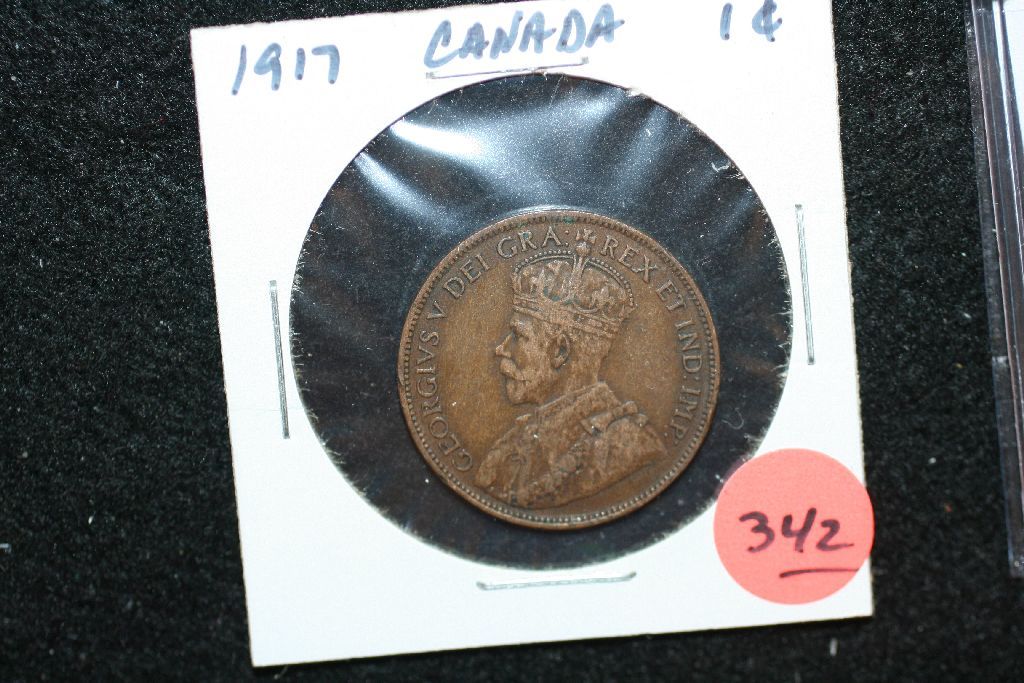 1917 CANADA 1¢
GEORGIVS V DEI GRA: REX ET IND: IMP:
342